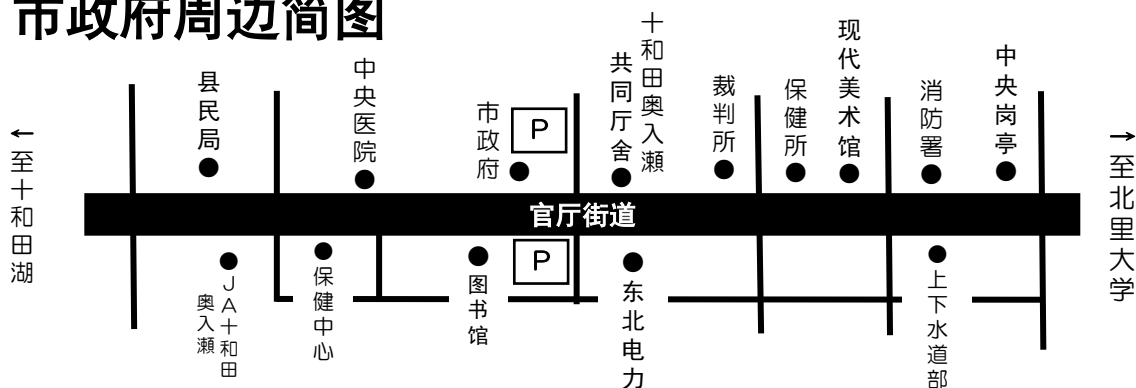 市政府周边简图
县民局
中央医院
市政府
P
共同厅舍
十和田奥入瀬
裁判所
保健所
现代美术馆
消防署
中央岗亭
←至十和田湖
官厅街道
→至北里大学
JA十和田
奥入瀬
保健中心
图书馆
P
东北电力
上下水道部